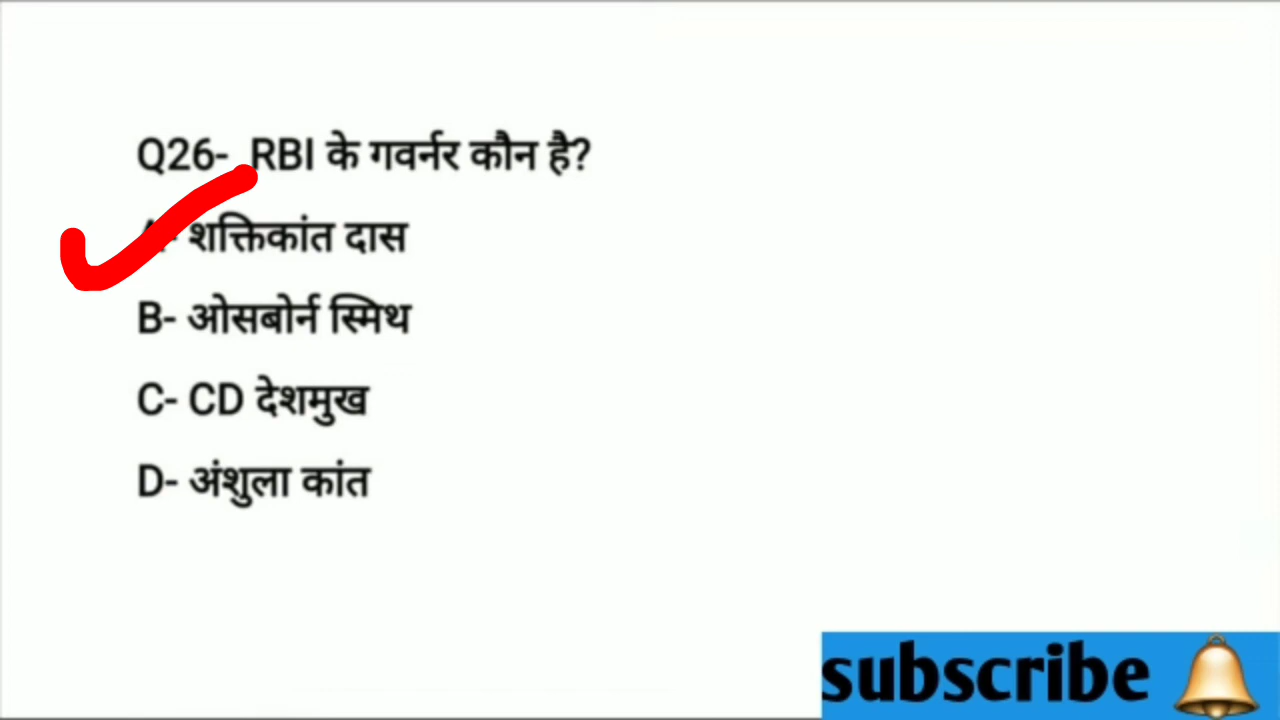 Q26- RBI के गवर्नर कौन है?
A- शक्तिकांत दास
B- ओसबोर्न स्मिथ
C- CD देशमुख
D- अंशुला कांत
subscribe